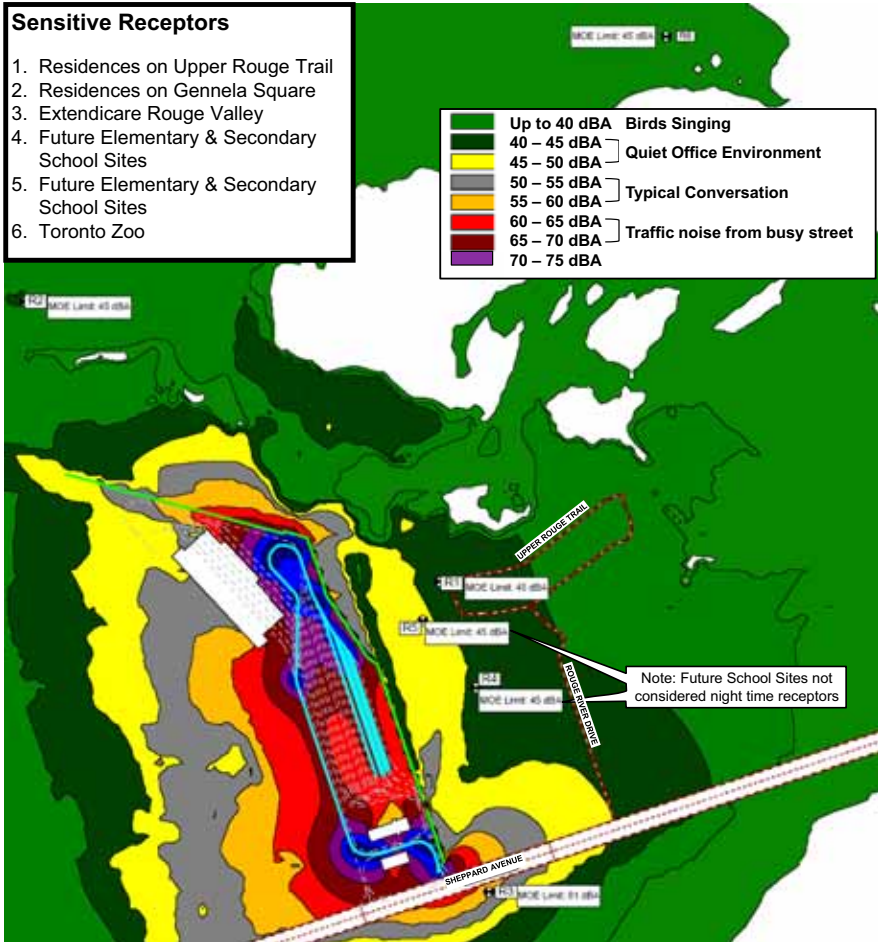 Sensitive Receptors
1. Residences on Upper Rouge Trail
2. Residences on Gennela Square
3. Extendicare Rouge Valley
4. Future Elementary & Secondary
School Sites
5. Future Elementary & Secondary
School Sites
6. Toronto Zoo
MOE Limit: 45 dBA R6
Up to 40 dBA Birds Singing
40 – 45 dBA
Quiet Office Environment
45 – 50 dBA
50 – 55 dBA
Typical Conversation
55 – 60 dBA
60 – 65 dBA
Traffic noise from busy street
65 – 70 dBA
70 – 75 dBA
R2 MOE Limit: 45 dBA
UPPER ROUGE TRAIL
R1 MOE Limit: 45 dBA
R5 MOE Limit: 45 dBA
R4
MOE Limit: 45 dBA
Note: Future School Sites not
considered night time receptors
ROUGE RIVER DRIVE
SHEPPARD AVENUE
R3 MOE Limit: 51 dBA